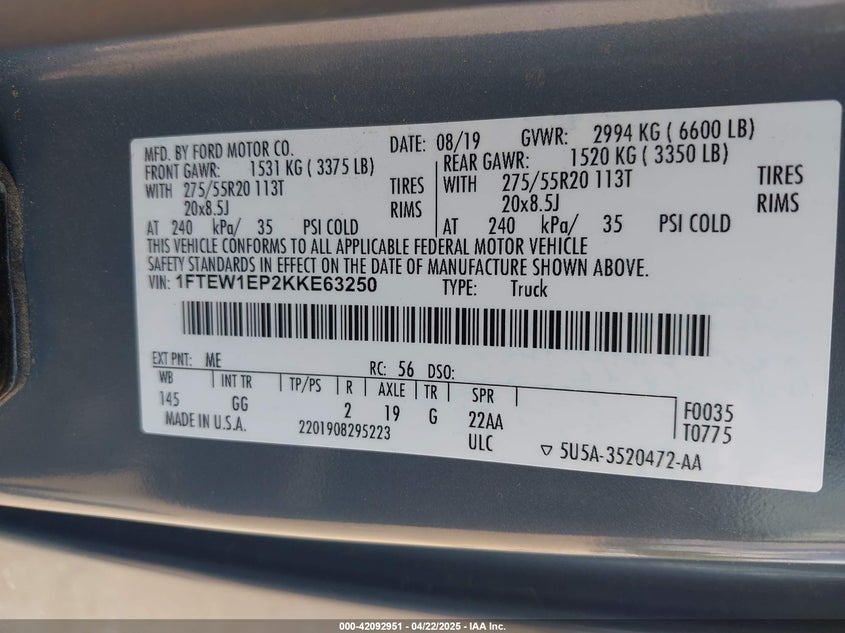 MFD. BY FORD MOTOR CO. DATE: 08/19 GVWR: 2994 KG ( 6600 LB)
FRONT GAWR: 1531 KG ( 3375 LB) REAR GAWR: 1520 KG ( 3350 LB)
WITH 275/55R20 113T TIRES WITH 275/55R20 113T TIRES
20x8.5J RIMS 20x8.5J RIMS
AT 240 kPa/ 35 PSI COLD AT 240 kPa/ 35 PSI COLD
THIS VEHICLE CONFORMS TO ALL APPLICABLE FEDERAL MOTOR VEHICLE
SAFETY STANDARDS IN EFFECT ON THE DATE OF MANUFACTURE SHOWN ABOVE.
VIN: 1FTEW1EP2KKE63250 TYPE: Truck
EXT PNT: ME RC: 56 DSO:
WB INT TR TP/PS R AXLE TR SPR
145 GG 2 19 G 22AA F0035
MADE IN U.S.A. 2201908295223 ULC T0775
▽ 5U5A-3520472-AA
000-42092951 - 04/22/2025 - IAA Inc.